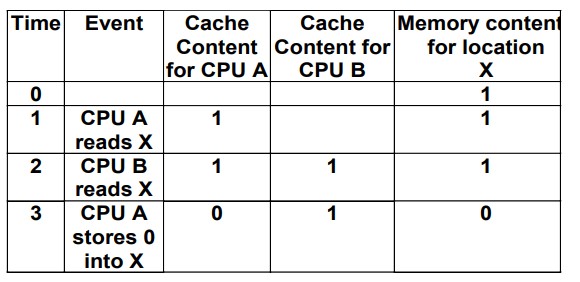 Time Event Cache Content for CPU A Cache Content for CPU B Memory content for location X
0 1
1 CPU A reads X 1 1
2 CPU B reads X 1 1 1
3 CPU A stores 0 into X 0 1 0